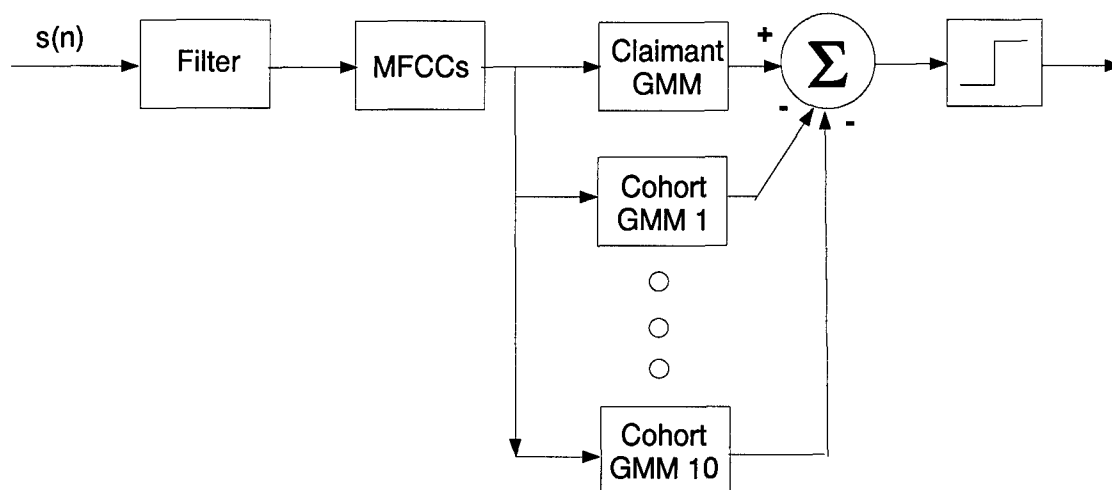 s(n)
Filter
MFCCs
Claimant
GMM
+
Σ
-
-
Cohort
GMM 1
Cohort
GMM 10